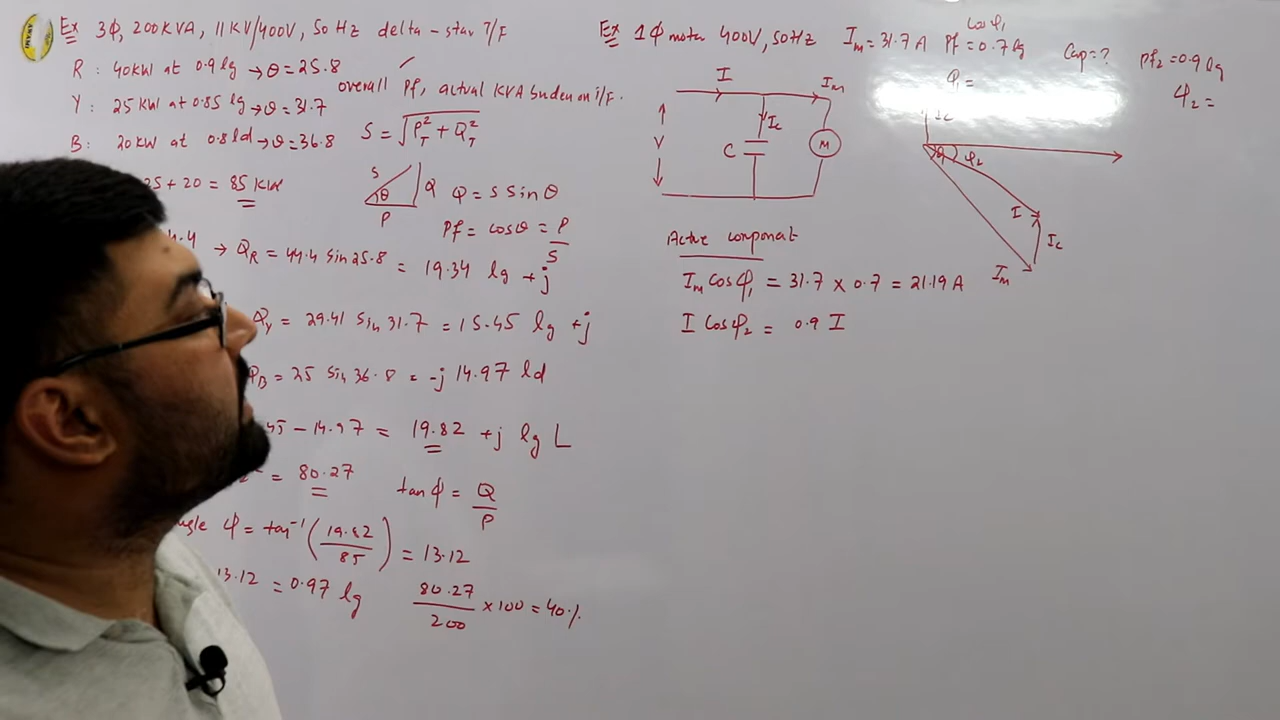 Ex 3Φ, 200KVA, 11KV/400V, 50Hz delta-star T/F
R : 40KW at 0.9 lg → θ = 25.8
overall Pf, actual KVA burden on T/F.
Y : 25 KW at 0.85 lg → θ = 31.7
B : 20 KW at 0.8 ld → θ = 36.8
S = √(P_T² + Q_T²)
25 + 20 = 85 KW
S
θ
Q
P
Q = S Sinθ
Pf = cosθ = P/S
4.4 → Q_R = 44.4 Sin 25.8 = 19.34 lg +j
Q_Y = 29.41 Sin 31.7 = 15.45 lg +j
Q_B = 25 Sin 36.8 = -j 14.97 ld
45 - 14.97 = 19.82 +j lg L
= 80.27
tan ϕ = Q/P
ngle φ = tan⁻¹(19.82/85) = 13.12
13.12 = 0.97 lg
80.27/200 × 100 = 40%
Ex 1Φ motor 400V, 50Hz I_m = 31.7 A Pf = 0.7 lg Cap = ? Pf₂ = 0.9 lg
Cos φ₁
φ₁ =
φ₂ =
I
I_m
I_c
V
C
M
I_c
φ₂
I
I_c
I_m
Active component
I_m Cos φ₁ = 31.7 × 0.7 = 21.19 A
I Cos φ₂ = 0.9 I